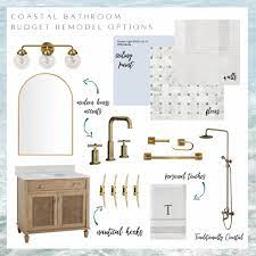 COASTAL BATHROOM
BUDGET REMODEL OPTIONS
ceiling
paint
walls
modern brass
accents
floors
personal touches
T
nautical hooks
Traditionally Coastal